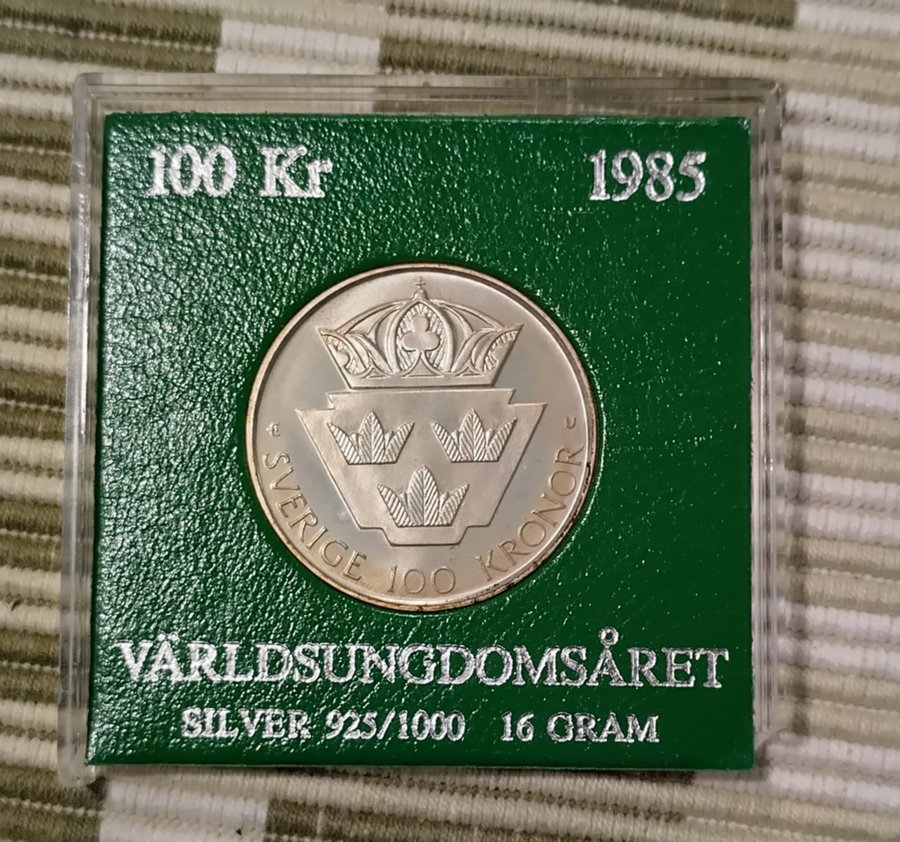 100 Kr 1985
E C
SVERIGE 100 KRONOR
VÄRLDSUNGDOMSÅRET
SILVER 925/1000 16 GRAM